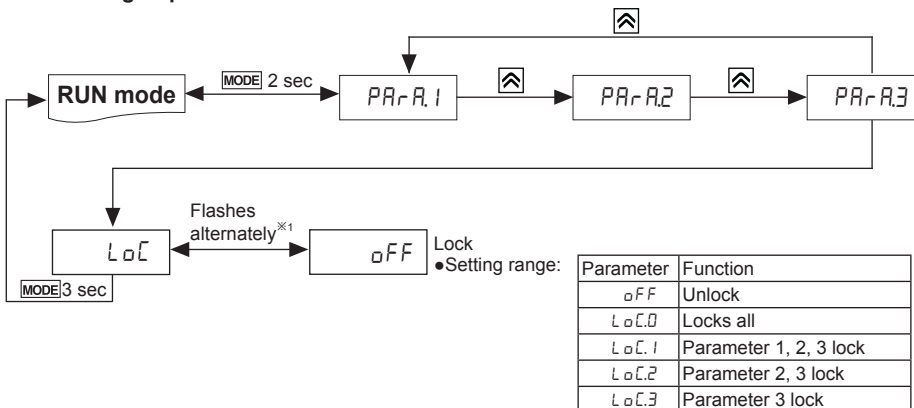 RUN mode
MODE 2 sec
PArA.1
PArA.2
PArA.3
LoC
Flashes
alternately※1
oFF
Lock
●Setting range:
MODE 3 sec
Parameter Function
oFF Unlock
LoC.0 Locks all
LoC.1 Parameter 1, 2, 3 lock
LoC.2 Parameter 2, 3 lock
LoC.3 Parameter 3 lock